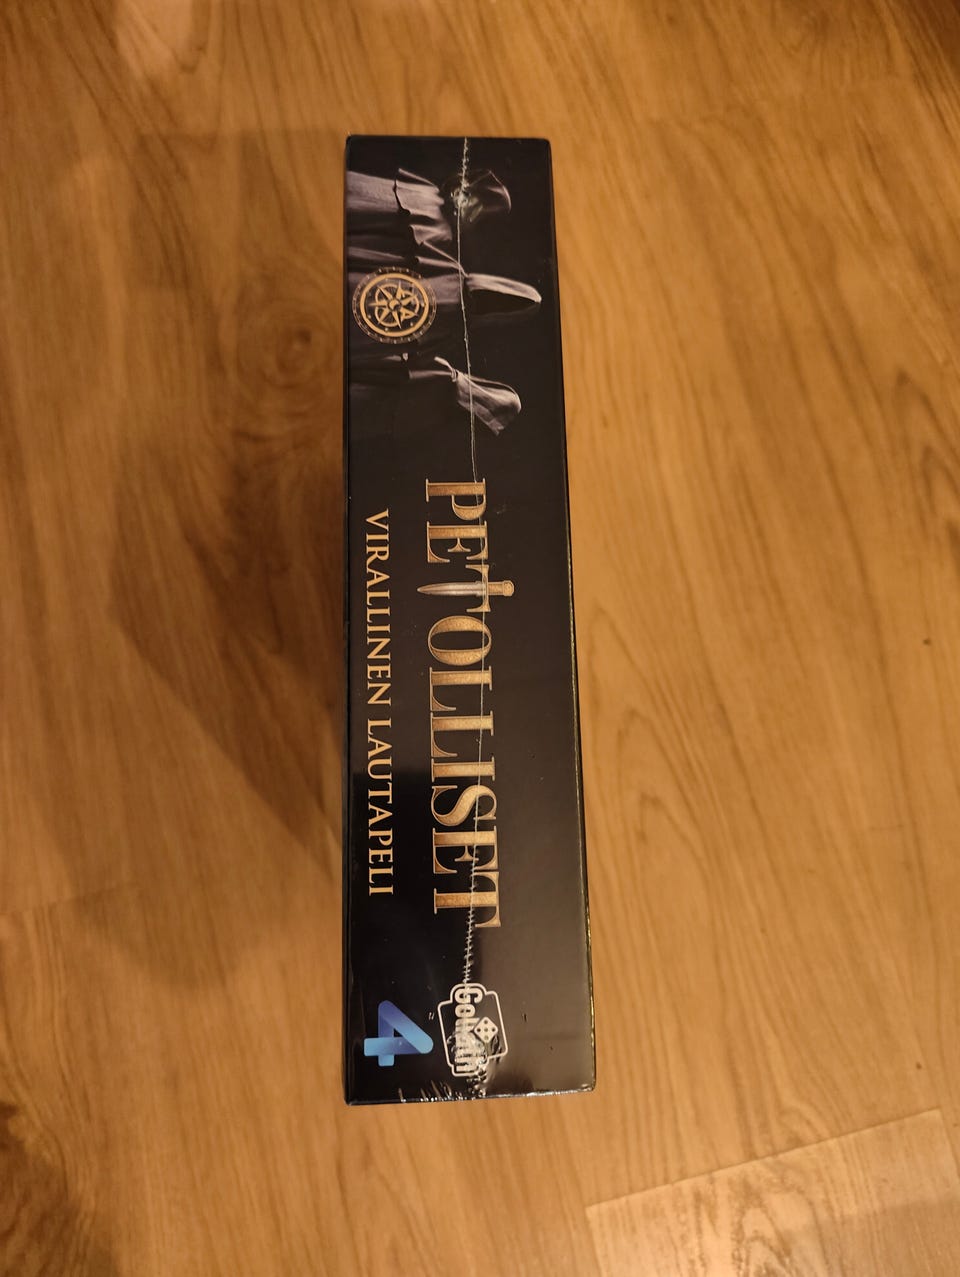 PETOLLISET
VIRALLINEN LAUTAPELI
Goliath
4